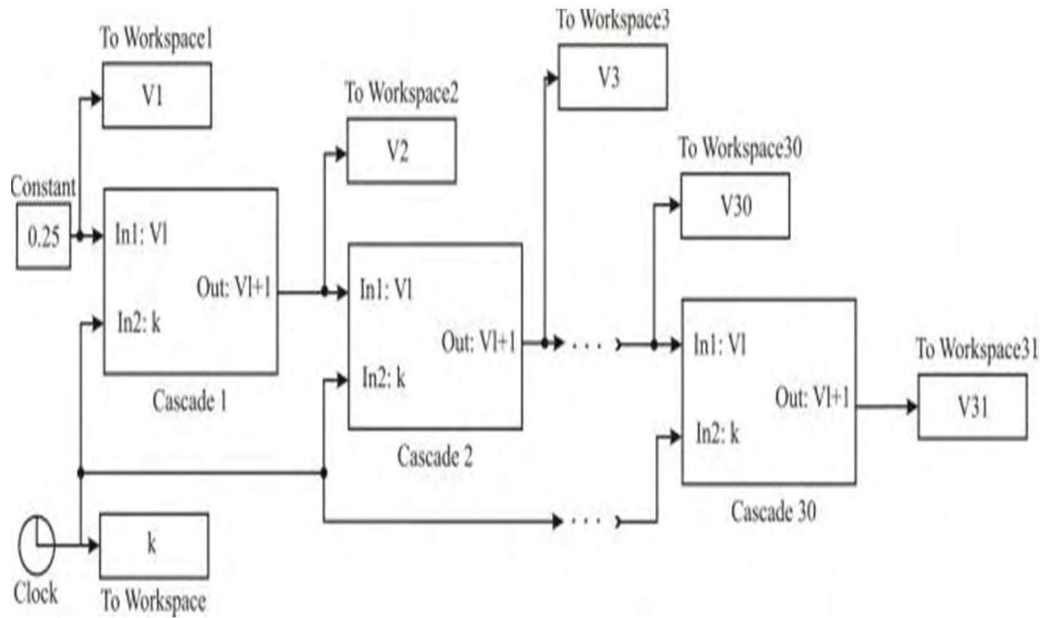 To Workspace3
V3
To Workspace1
V1
To Workspace2
V2
To Workspace30
V30
Constant
0.25
In1: Vl
Out: Vl+1
In2: k
Cascade 1
In1: Vl
Out: Vl+1
In2: k
Cascade 2
. . .
In1: Vl
Out: Vl+1
In2: k
Cascade 30
To Workspace31
V31
. . .
Clock
k
To Workspace